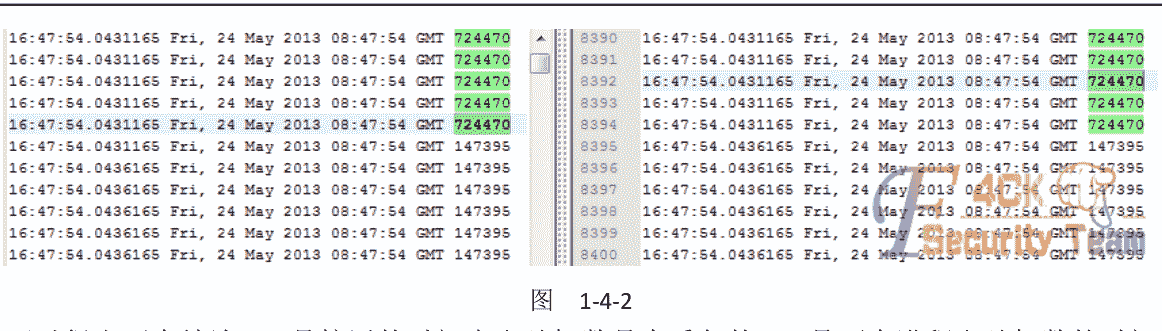 16:47:54.0431165 Fri, 24 May 2013 08:47:54 GMT 724470
16:47:54.0431165 Fri, 24 May 2013 08:47:54 GMT 724470
16:47:54.0431165 Fri, 24 May 2013 08:47:54 GMT 724470
16:47:54.0431165 Fri, 24 May 2013 08:47:54 GMT 724470
16:47:54.0431165 Fri, 24 May 2013 08:47:54 GMT 724470
16:47:54.0431165 Fri, 24 May 2013 08:47:54 GMT 147395
16:47:54.0436165 Fri, 24 May 2013 08:47:54 GMT 147395
16:47:54.0436165 Fri, 24 May 2013 08:47:54 GMT 147395
16:47:54.0436165 Fri, 24 May 2013 08:47:54 GMT 147395
16:47:54.0436165 Fri, 24 May 2013 08:47:54 GMT 147395
16:47:54.0436165 Fri, 24 May 2013 08:47:54 GMT 147395
8390 16:47:54.0431165 Fri, 24 May 2013 08:47:54 GMT 724470
8391 16:47:54.0431165 Fri, 24 May 2013 08:47:54 GMT 724470
8392 16:47:54.0431165 Fri, 24 May 2013 08:47:54 GMT 724470
8393 16:47:54.0431165 Fri, 24 May 2013 08:47:54 GMT 724470
8394 16:47:54.0431165 Fri, 24 May 2013 08:47:54 GMT 724470
8395 16:47:54.0431165 Fri, 24 May 2013 08:47:54 GMT 147395
8396 16:47:54.0436165 Fri, 24 May 2013 08:47:54 GMT 147395
8397 16:47:54.0436165 Fri, 24 May 2013 08:47:54 GMT 147395
8398 16:47:54.0436165 Fri, 24 May 2013 08:47:54 GMT 147395
8399 16:47:54.0436165 Fri, 24 May 2013 08:47:54 GMT 147395
8400 16:47:54.0436165 Fri, 24 May 2013 08:47:54 GMT 147395
F4CK
Security Team
图 1-4-2